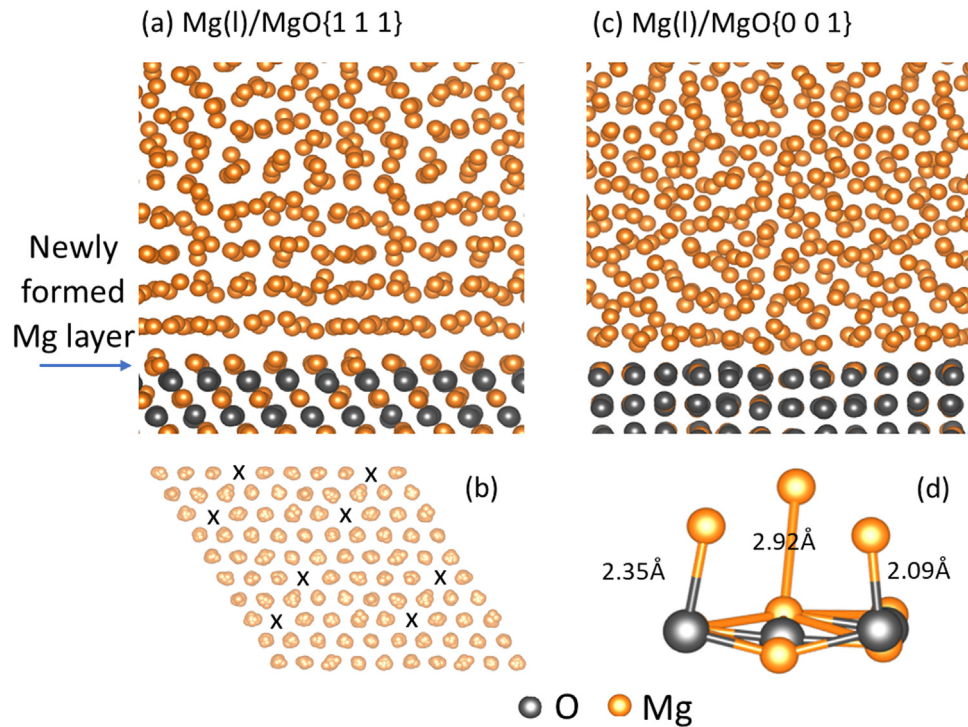 (a) Mg(l)/MgO{1 1 1}
(c) Mg(l)/MgO{0 0 1}
Newly
formed
Mg layer
(b)
x x
x x
x x
x x
(d)
2.35Å
2.92Å
2.09Å
O Mg